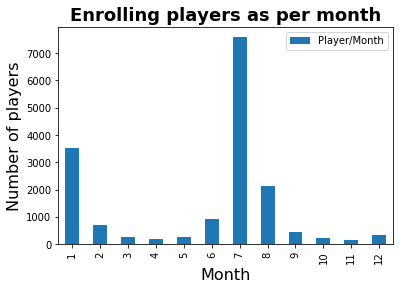 Enrolling players as per month
Player/Month
Number of players
7000
6000
5000
4000
3000
2000
1000
0
1 2 3 4 5 6 7 8 9 10 11 12
Month